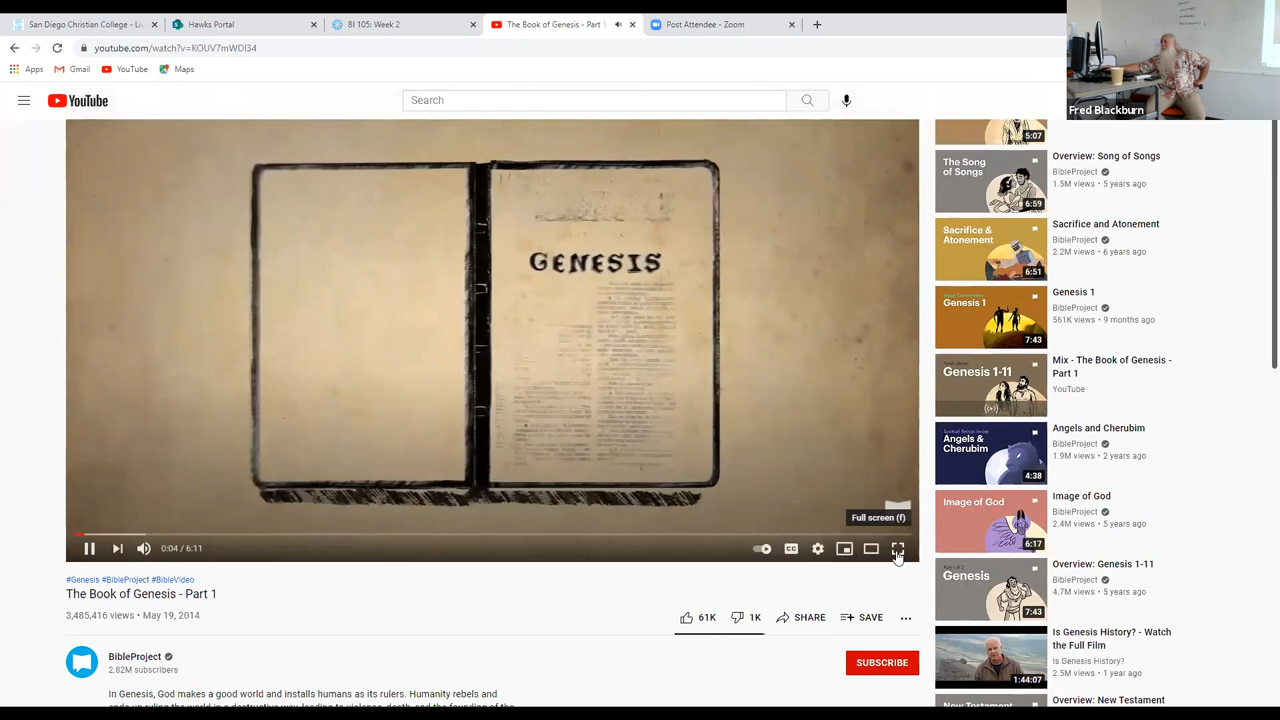 San Diego Christian College - Li
Hawks Portal
BI 105: Week 2
The Book of Genesis - Part 1
Post Attendee - Zoom
youtube.com/watch?v=KOUV7mWDI34
Apps
Gmail
YouTube
Maps
Fred Blackburn
YouTube
Search
GENESIS
Full screen (f)
0:04 / 6:11
CC
#Genesis #BibleProject #BibleVideo
The Book of Genesis - Part 1
3,485,416 views • May 19, 2014
61K
1K
SHARE
SAVE
BibleProject
2.82M subscribers
SUBSCRIBE
In Genesis, God makes a good world and installs humans as its rulers. Humanity rebels and
5:07
The Song
of Songs
6:59
Overview: Song of Songs
BibleProject
1.5M views • 5 years ago
Sacrifice &
Atonement
6:51
Sacrifice and Atonement
BibleProject
2.2M views • 6 years ago
Genesis 1
7:43
Genesis 1
BibleProject
561K views • 9 months ago
Genesis 1-11
Mix - The Book of Genesis -
Part 1
YouTube
Angels &
Cherubim
4:38
Angels and Cherubim
BibleProject
1.9M views • 2 years ago
Image of God
6:17
Image of God
BibleProject
2.4M views • 5 years ago
Genesis
7:43
Overview: Genesis 1-11
BibleProject
4.7M views • 5 years ago
1:44:07
Is Genesis History? - Watch
the Full Film
Is Genesis History?
2.5M views • 1 year ago
New Testament
Overview: New Testament